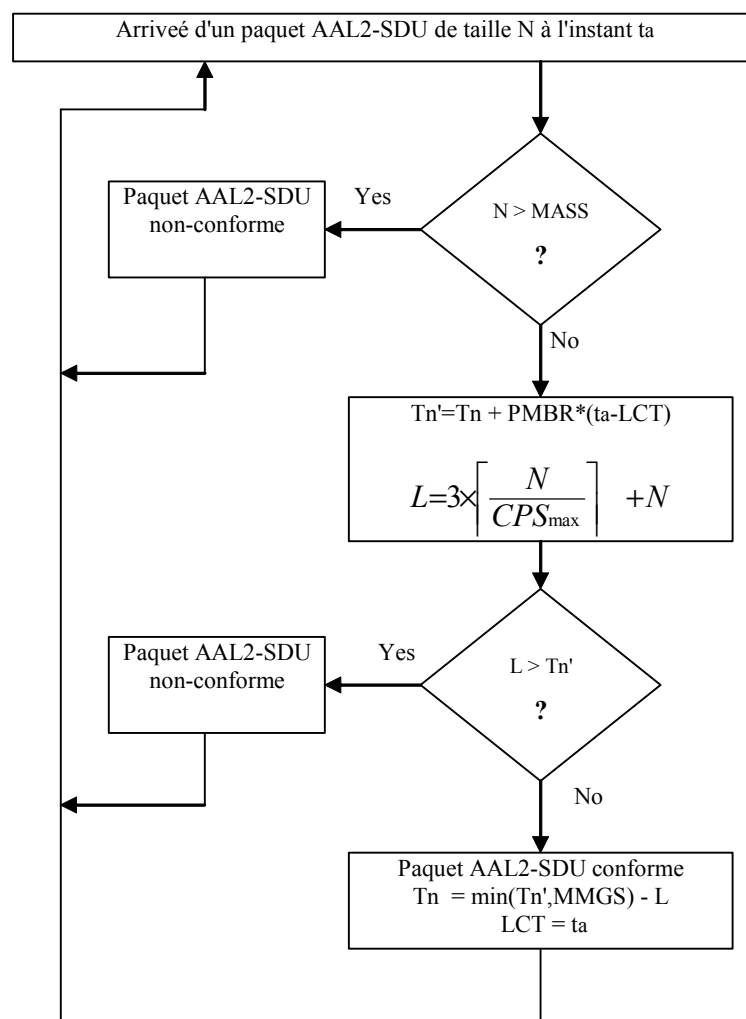 Arriveé d'un paquet AAL2-SDU de taille N à l'instant ta
Paquet AAL2-SDU
non-conforme
Yes
N > MASS
?
No
Tn'=Tn + PMBR*(ta-LCT)
L=3×⌈N/CPSmax⌉ +N
Paquet AAL2-SDU
non-conforme
Yes
L > Tn'
?
No
Paquet AAL2-SDU conforme
Tn = min(Tn',MMGS) - L
LCT = ta